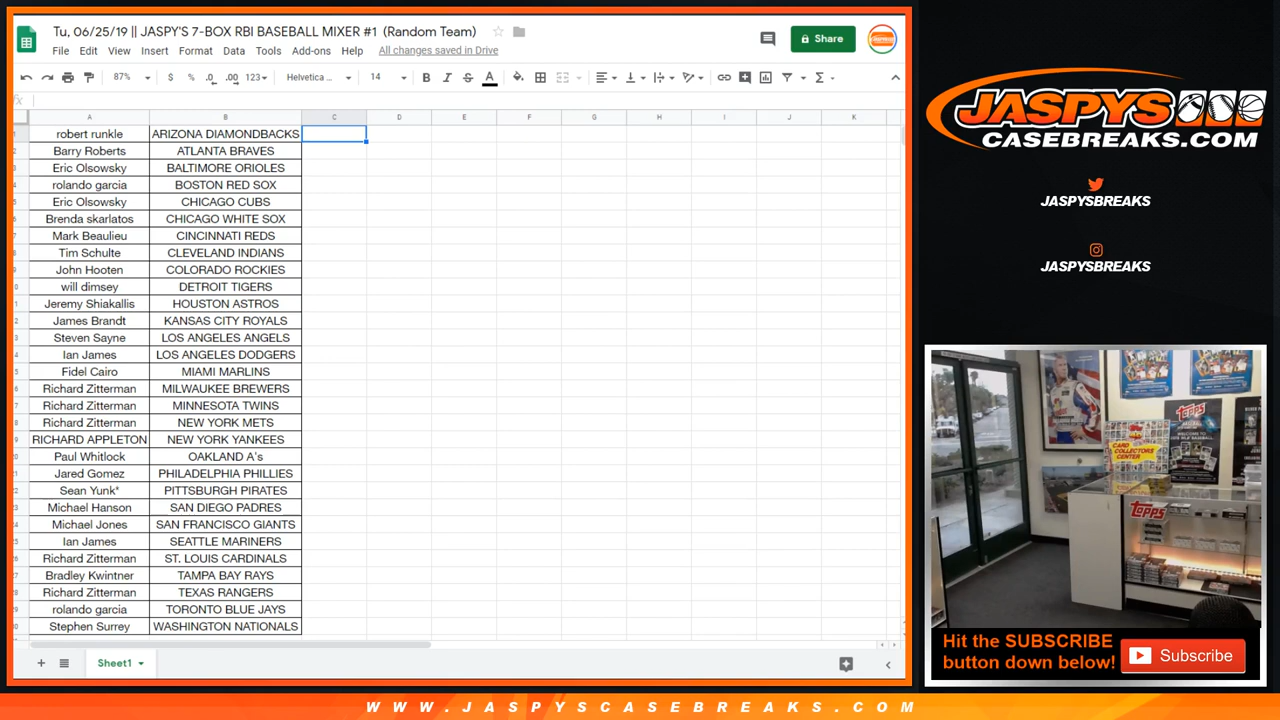 Tu, 06/25/19 || JASPY'S 7-BOX RBI BASEBALL MIXER #1 (Random Team)
File Edit View Insert Format Data Tools Add-ons Help All changes saved in Drive
Share
87% $ % .0 .00 123 Helvetica ... 14 B I S A
fx
A B C D E F G H I J K
robert runkle ARIZONA DIAMONDBACKS
Barry Roberts ATLANTA BRAVES
Eric Olsowsky BALTIMORE ORIOLES
rolando garcia BOSTON RED SOX
Eric Olsowsky CHICAGO CUBS
Brenda skarlatos CHICAGO WHITE SOX
Mark Beaulieu CINCINNATI REDS
Tim Schulte CLEVELAND INDIANS
John Hooten COLORADO ROCKIES
will dimsey DETROIT TIGERS
Jeremy Shiakallis HOUSTON ASTROS
James Brandt KANSAS CITY ROYALS
Steven Sayne LOS ANGELES ANGELS
Ian James LOS ANGELES DODGERS
Fidel Cairo MIAMI MARLINS
Richard Zitterman MILWAUKEE BREWERS
Richard Zitterman MINNESOTA TWINS
Richard Zitterman NEW YORK METS
RICHARD APPLETON NEW YORK YANKEES
Paul Whitlock OAKLAND A's
Jared Gomez PHILADELPHIA PHILLIES
Sean Yunk* PITTSBURGH PIRATES
Michael Hanson SAN DIEGO PADRES
Michael Jones SAN FRANCISCO GIANTS
Ian James SEATTLE MARINERS
Richard Zitterman ST. LOUIS CARDINALS
Bradley Kwintner TAMPA BAY RAYS
Richard Zitterman TEXAS RANGERS
rolando garcia TORONTO BLUE JAYS
Stephen Surrey WASHINGTON NATIONALS
Sheet1
JASPYS
CASEBREAKS.COM
JASPYSBREAKS
JASPYSBREAKS
topps
CARD COLLECTORS CENTER
topps
Hit the SUBSCRIBE
button down below!
Subscribe
WWW.JASPYSCASEBREAKS.COM